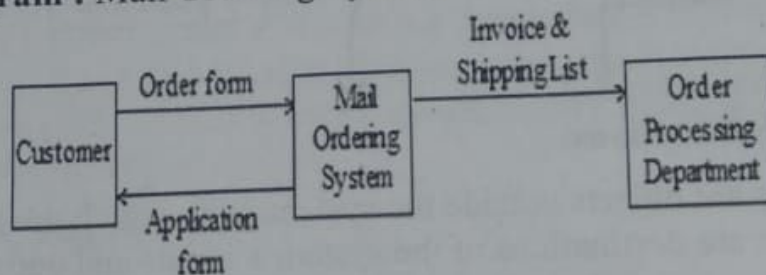 Invoice &
Shipping List
Order form
Customer
Mail
Ordering
System
Order
Processing
Department
Application
form